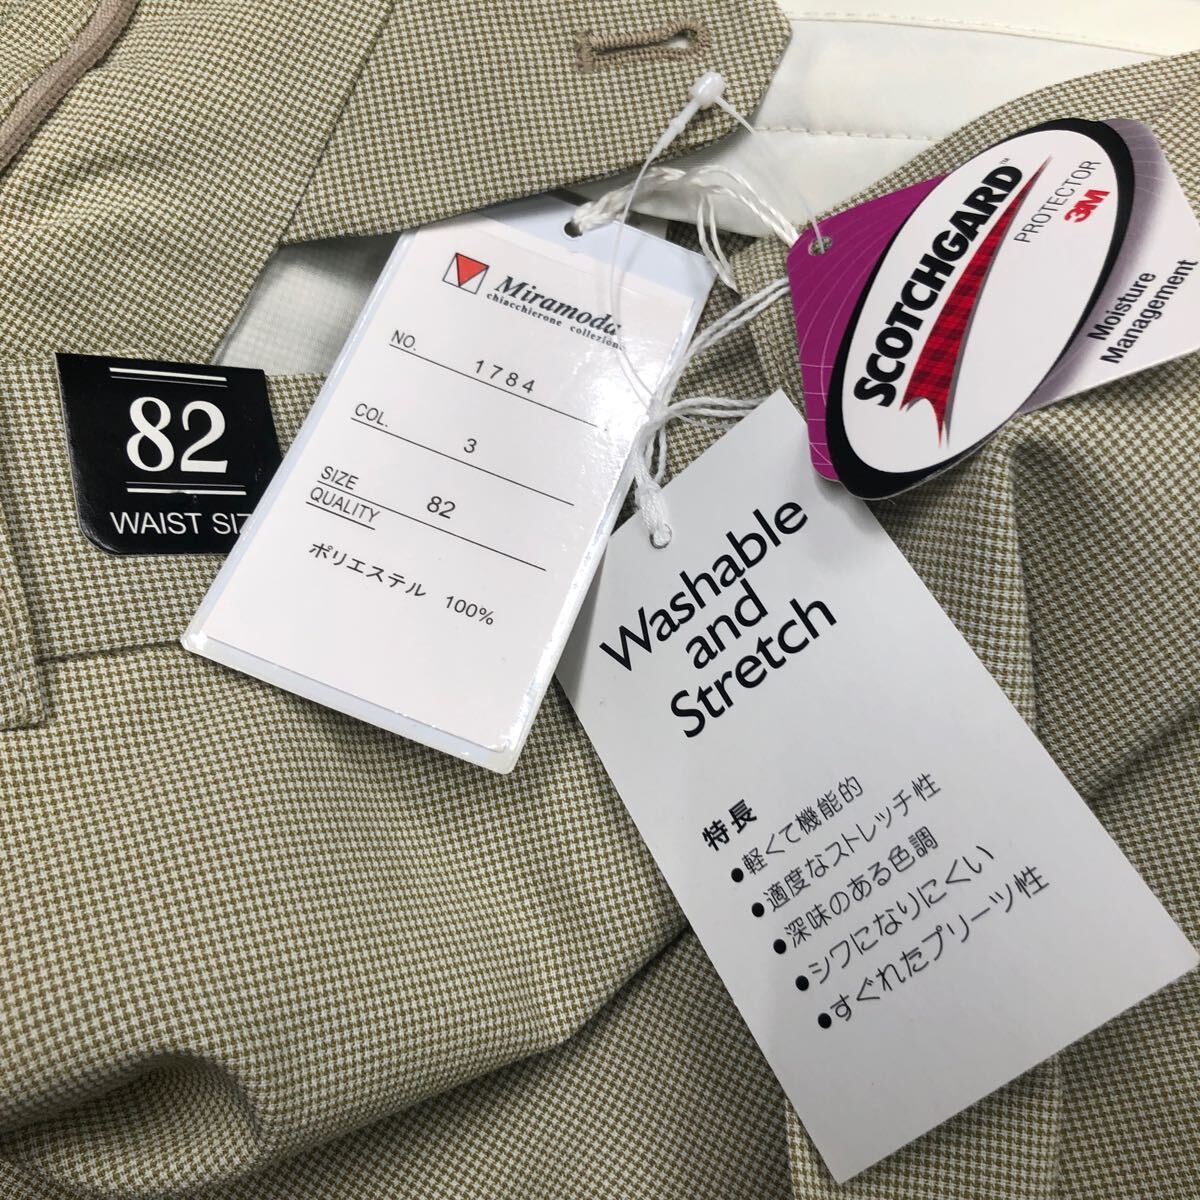 82
WAIST SIZ
Miramoda
chiacchierone collezione
NO. 1784
COL. 3
SIZE 82
QUALITY
ポリエステル 100%
SCOTCHGARD™
PROTECTOR
3M
Moisture
Management
Washable
and
Stretch
特長
●軽くて機能的
●適度なストレッチ性
●深味のある色調
●シワになりにくい
●すぐれたプリーツ性